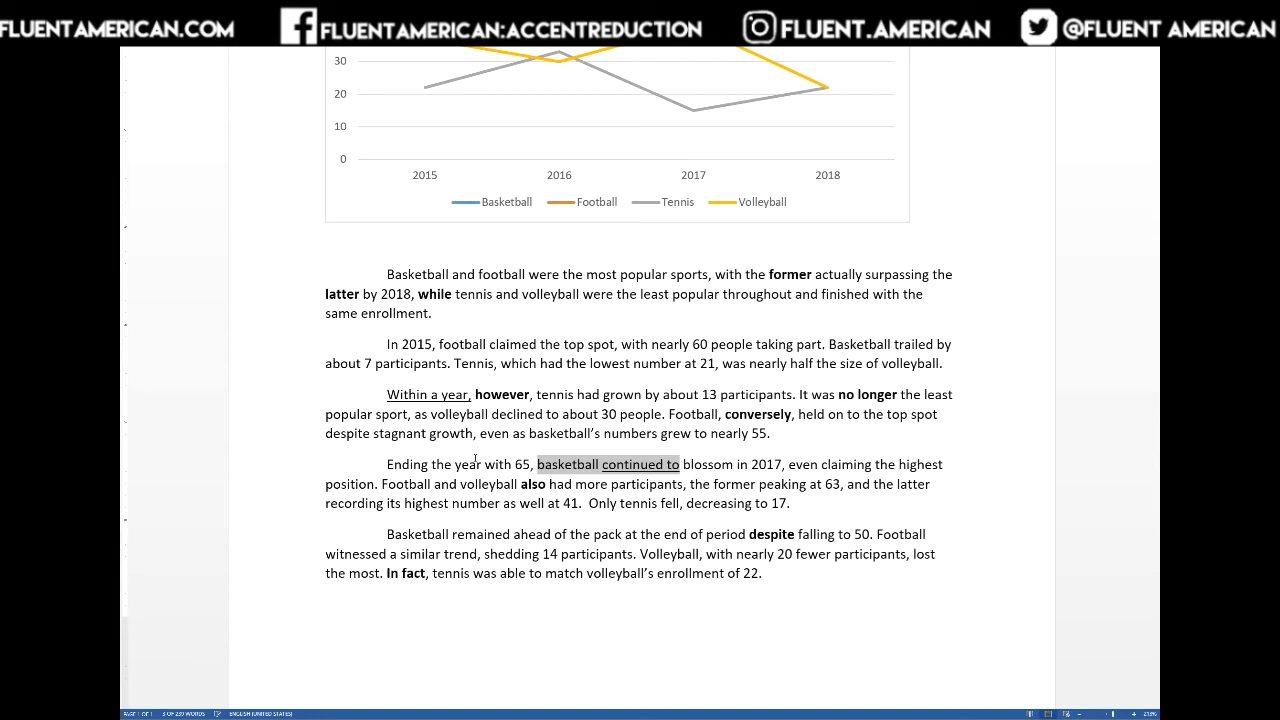 FLUENTAMERICAN.COM FLUENTAMERICAN:ACCENTREDUCTION FLUENT.AMERICAN @FLUENT AMERICAN
30
20
10
0
2015 2016 2017 2018
Basketball Football Tennis Volleyball
Basketball and football were the most popular sports, with the former actually surpassing the
latter by 2018, while tennis and volleyball were the least popular throughout and finished with the
same enrollment.
In 2015, football claimed the top spot, with nearly 60 people taking part. Basketball trailed by
about 7 participants. Tennis, which had the lowest number at 21, was nearly half the size of volleyball.
Within a year, however, tennis had grown by about 13 participants. It was no longer the least
popular sport, as volleyball declined to about 30 people. Football, conversely, held on to the top spot
despite stagnant growth, even as basketball's numbers grew to nearly 55.
Ending the year with 65, basketball continued to blossom in 2017, even claiming the highest
position. Football and volleyball also had more participants, the former peaking at 63, and the latter
recording its highest number as well at 41.  Only tennis fell, decreasing to 17.
Basketball remained ahead of the pack at the end of period despite falling to 50. Football
witnessed a similar trend, shedding 14 participants. Volleyball, with nearly 20 fewer participants, lost
the most. In fact, tennis was able to match volleyball's enrollment of 22.
PAGE 1 OF 1 3 OF 239 WORDS ENGLISH (UNITED STATES)